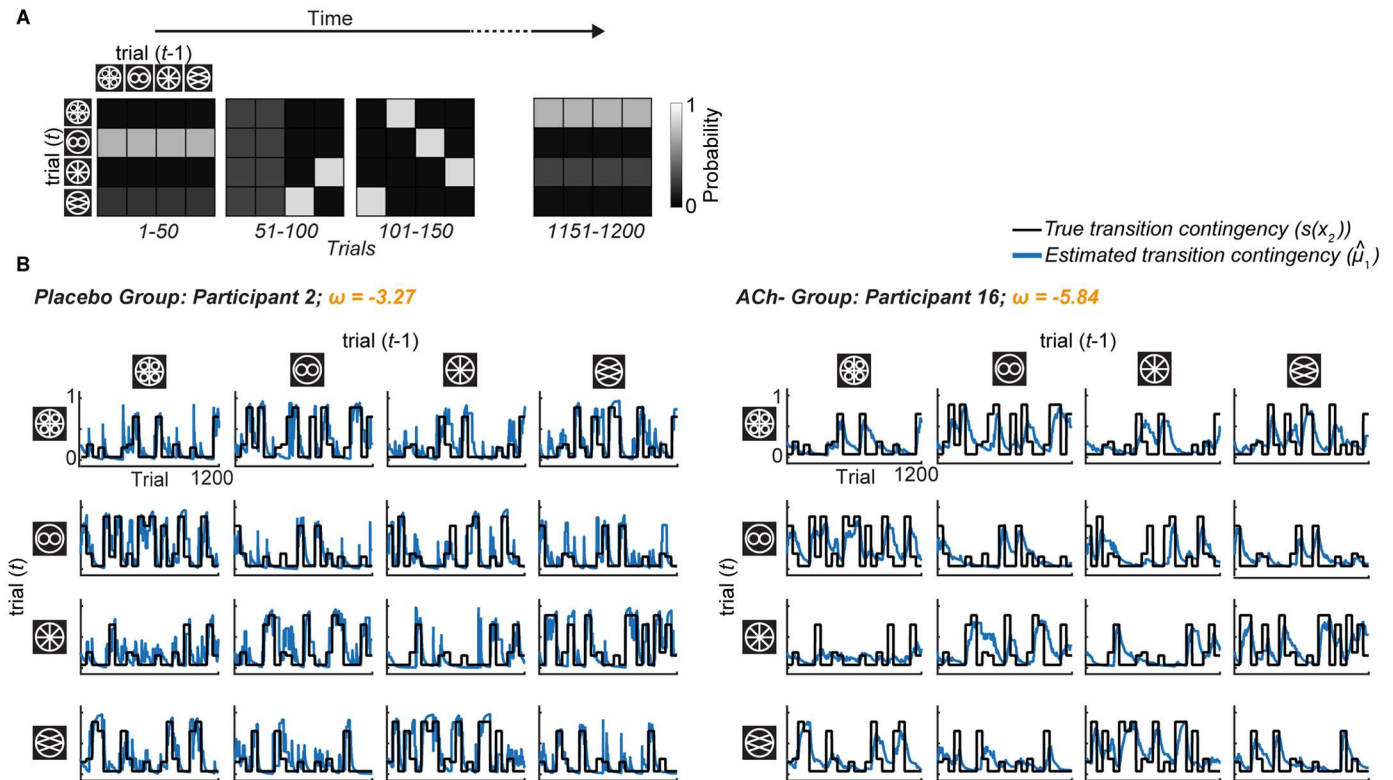 A
Time
trial (t-1)
trial (t)
1
Probability
0
1-50
51-100
101-150
1151-1200
Trials
True transition contingency (s(x₂))
Estimated transition contingency (μ̂₁)
B
Placebo Group: Participant 2; ω = -3.27
ACh- Group: Participant 16; ω = -5.84
trial (t-1)
trial (t-1)
1
0
Trial 1200
1
0
Trial 1200
trial (t)
trial (t)